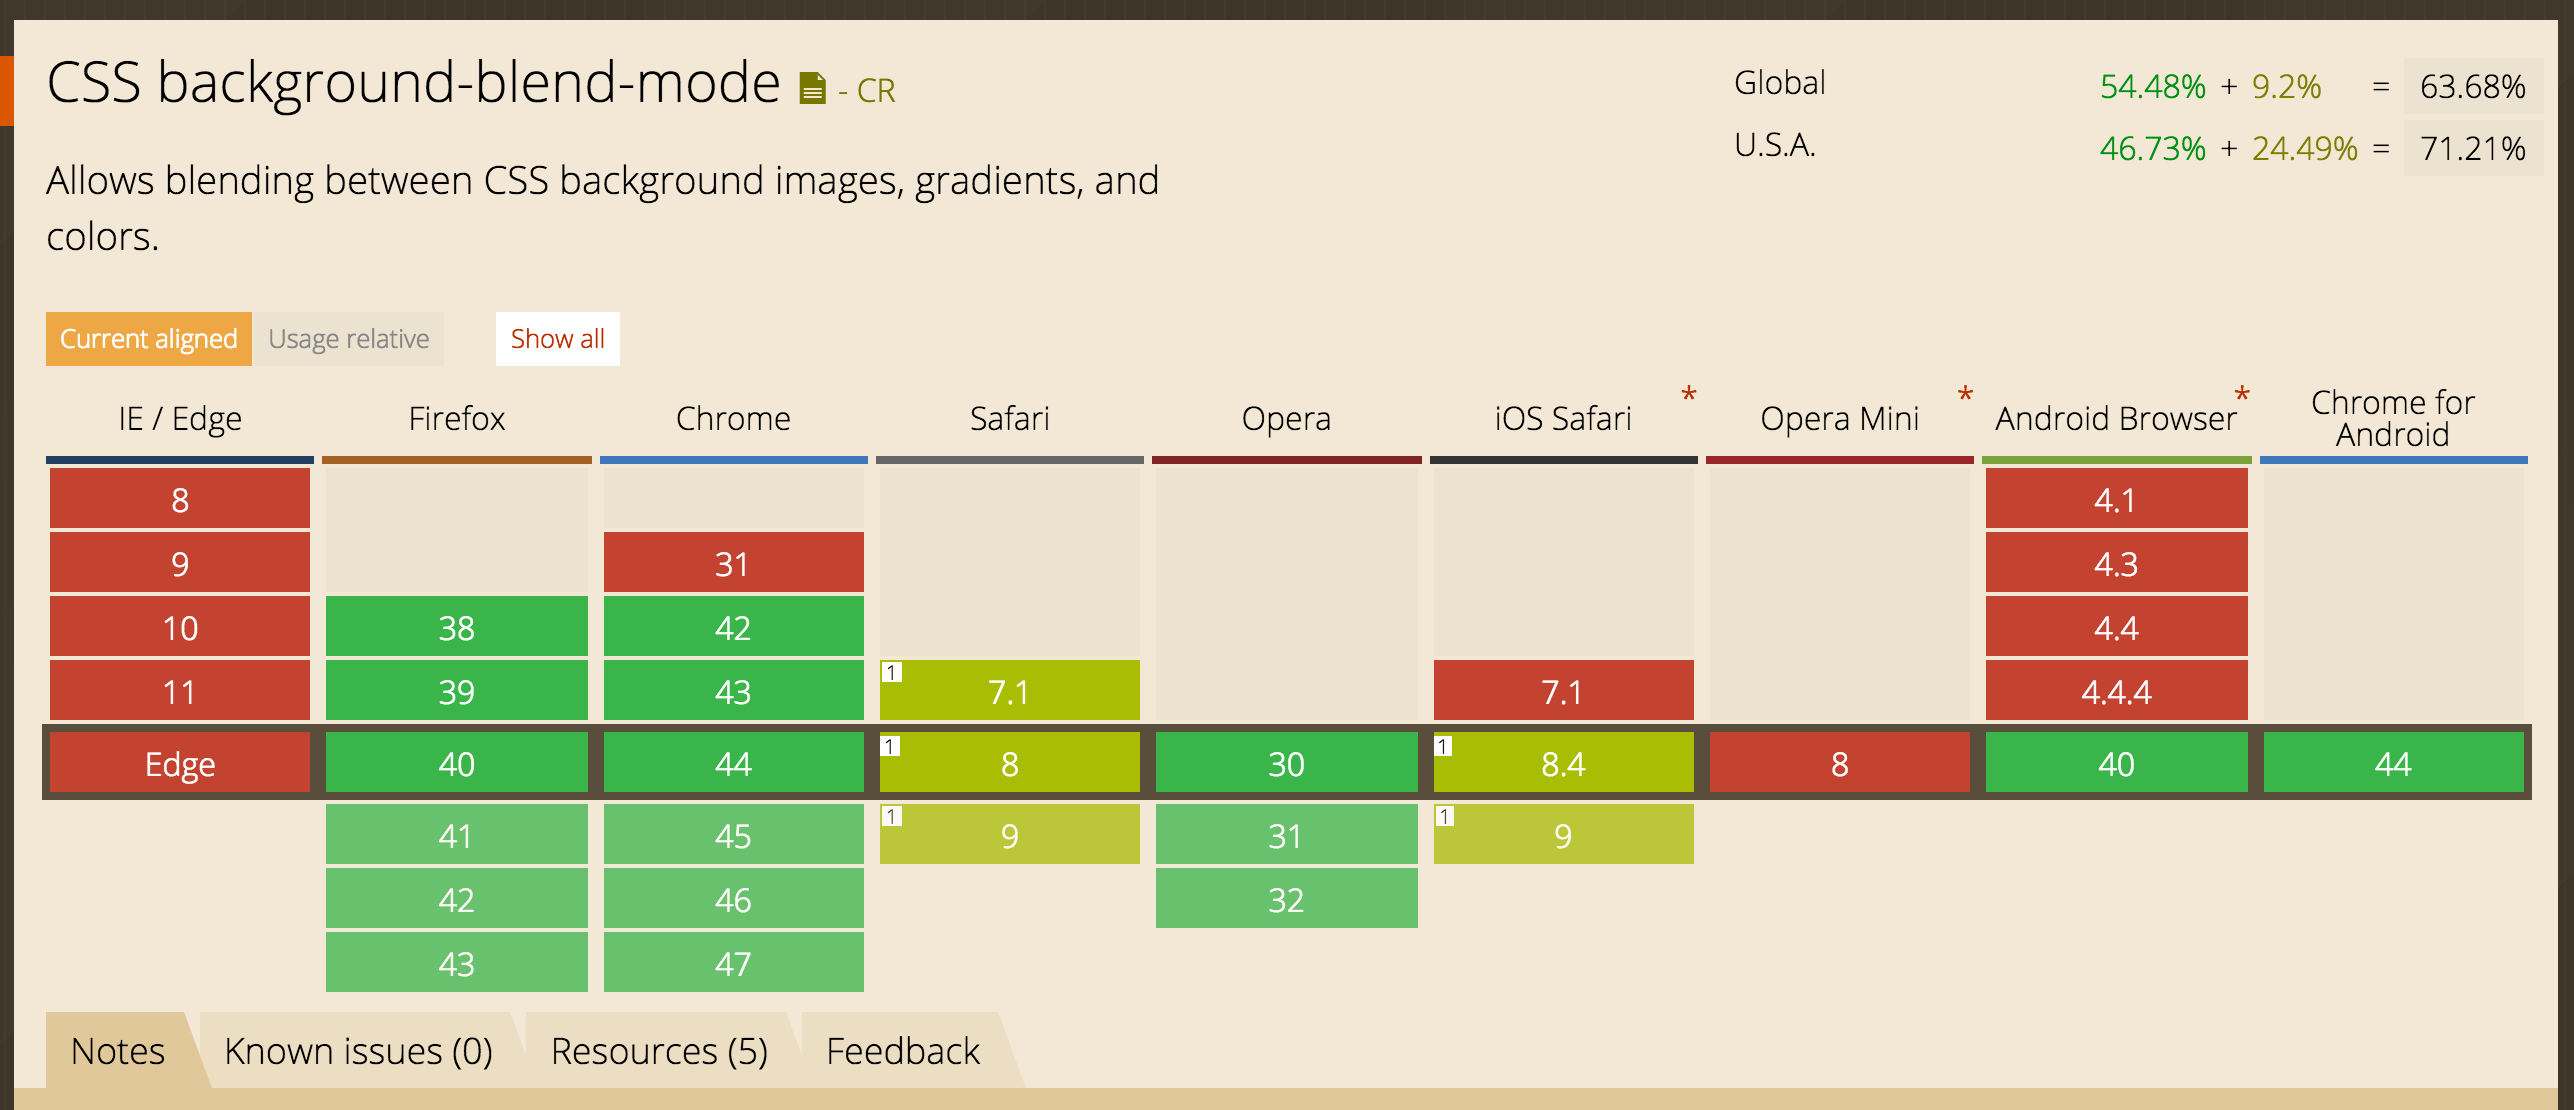 CSS background-blend-mode - CR
Global 54.48% + 9.2% = 63.68%
U.S.A. 46.73% + 24.49% = 71.21%
Allows blending between CSS background images, gradients, and
colors.
Current aligned Usage relative Show all
IE / Edge Firefox Chrome Safari Opera iOS Safari * Opera Mini * Android Browser * Chrome for
Android
8 4.1
9 31 4.3
10 38 42 4.4
11 39 43 1 7.1 7.1 4.4.4
Edge 40 44 1 8 30 1 8.4 8 40 44
41 45 1 9 31 1 9
42 46 32
43 47
Notes Known issues (0) Resources (5) Feedback